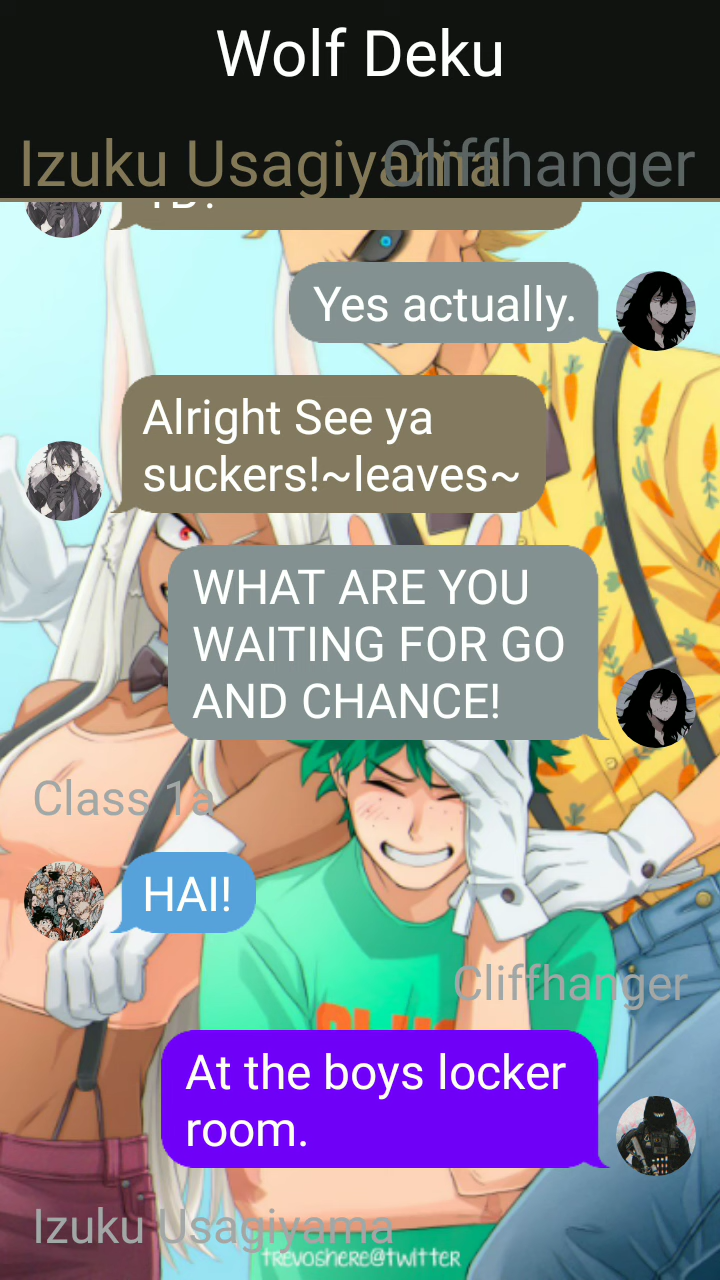 Wolf Deku
Izuku Usagiyama
Cliffhanger
Yes actually.
Alright See ya
suckers!~leaves~
WHAT ARE YOU
WAITING FOR GO
AND CHANCE!
Class 1a
HAI!
Cliffhanger
At the boys locker
room.
Izuku Usagiyama
TREVOSHERE@TWITTER